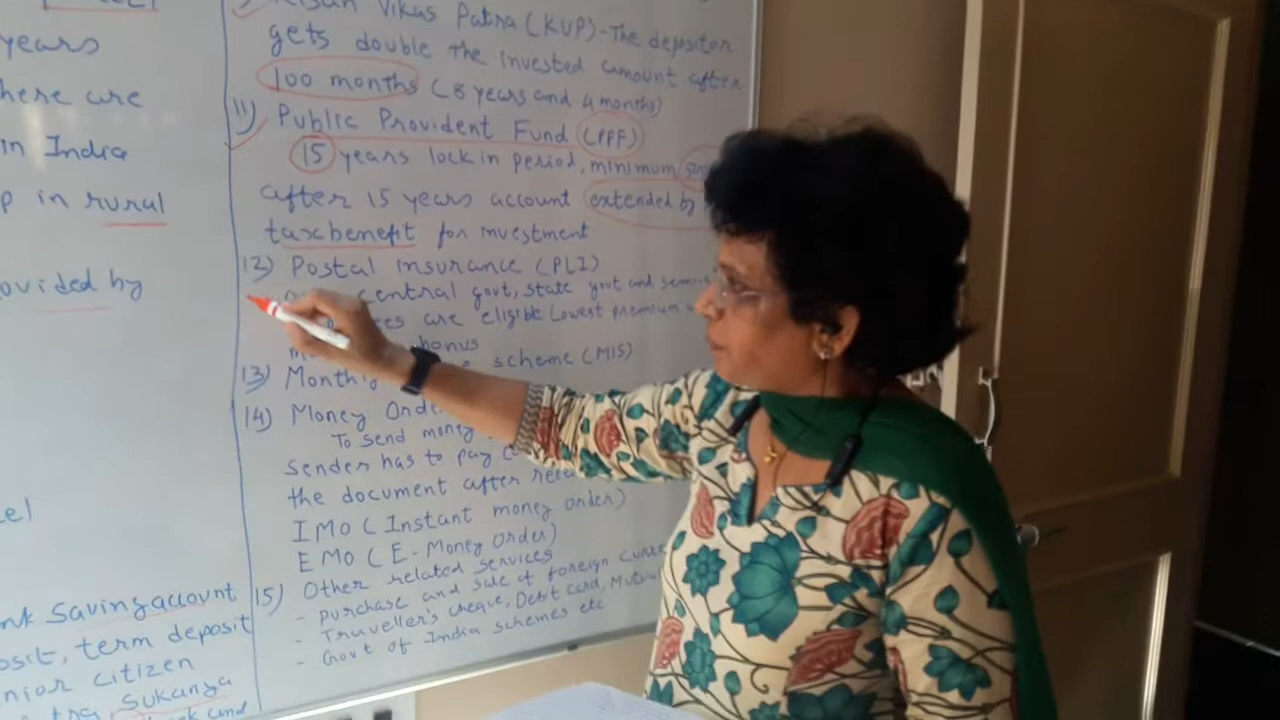 years
here are
in India
p in rural
ovided by
el
nk Saving account
osit, term deposit
nior citizen
tra, Sukanya
and
Vikas Patra (KVP) - The depositor
gets double the invested amount after
100 months (8 years and 4 months)
11) Public Provident Fund (PPF)
15 years lock in period, minimum
after 15 years account extended by
tax benefit for investment
12) Postal insurance (PLI)
central govt, state govt and semi
ees are eligible Lowest premium
bonus
13) Month scheme (MIS)
14) Money Orde
To send money
Sender has to pay
the document after
IMO (Instant money order)
EMO (E-Money Order)
15) Other related services
- purchase and sale of foreign curre
- Traveller's cheque, Debit card, Mutua
- Govt of India schemes etc